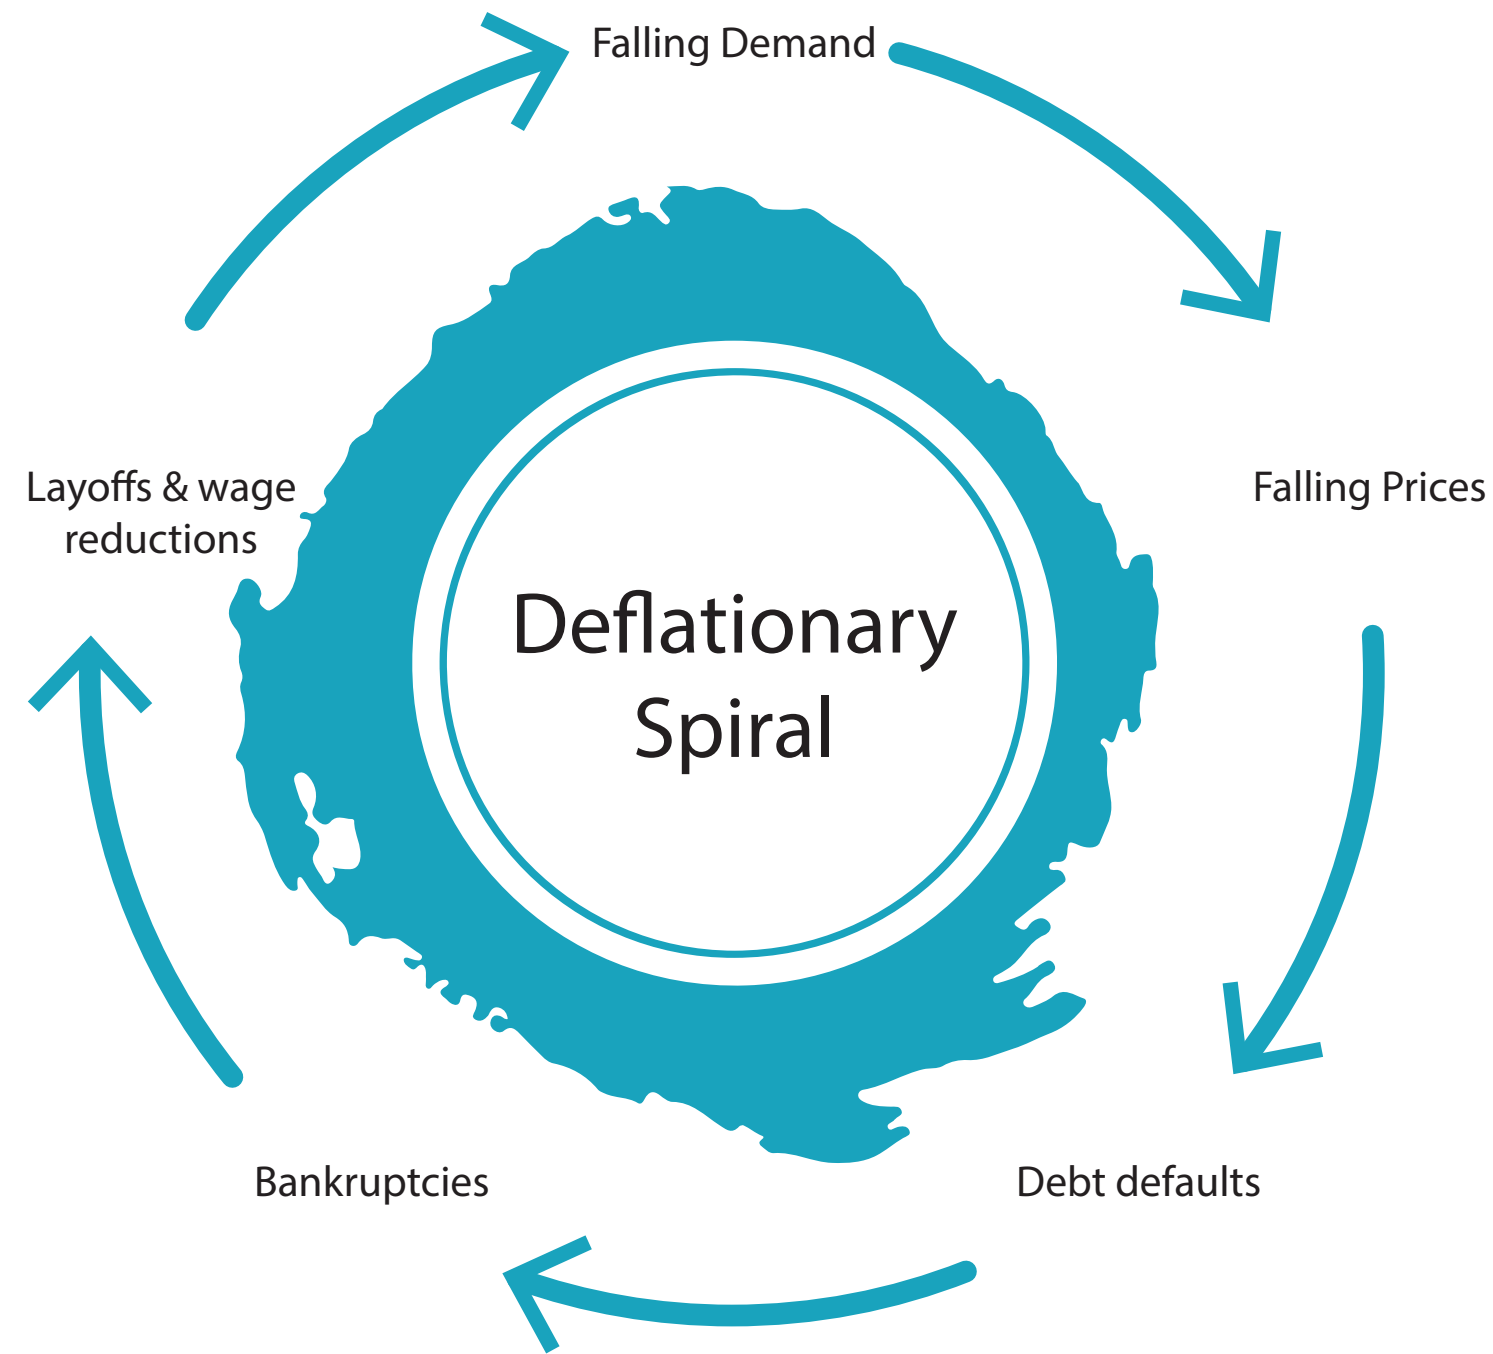 Falling Demand
Falling Prices
Debt defaults
Bankruptcies
Layoffs & wage
reductions
Deflationary
Spiral